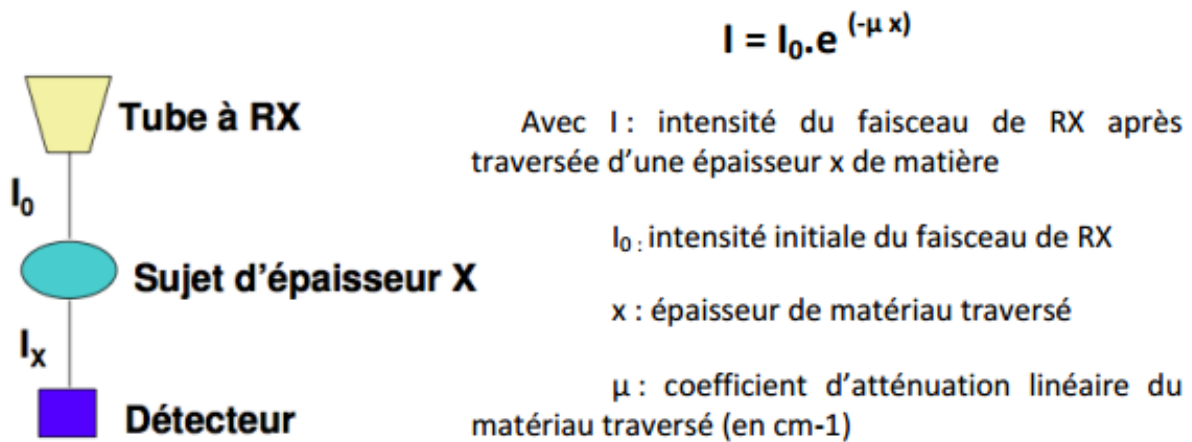 I = I₀.e (-μ x)
Tube à RX
I₀
Sujet d'épaisseur X
Iₓ
Détecteur
Avec I : intensité du faisceau de RX après
traversée d'une épaisseur x de matière
I₀ : intensité initiale du faisceau de RX
x : épaisseur de matériau traversé
μ : coefficient d'atténuation linéaire du
matériau traversé (en cm-1)